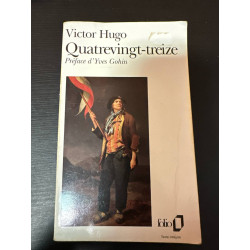 Victor Hugo
Quatrevingt-treize
Préface d'Yves Gohin
folio